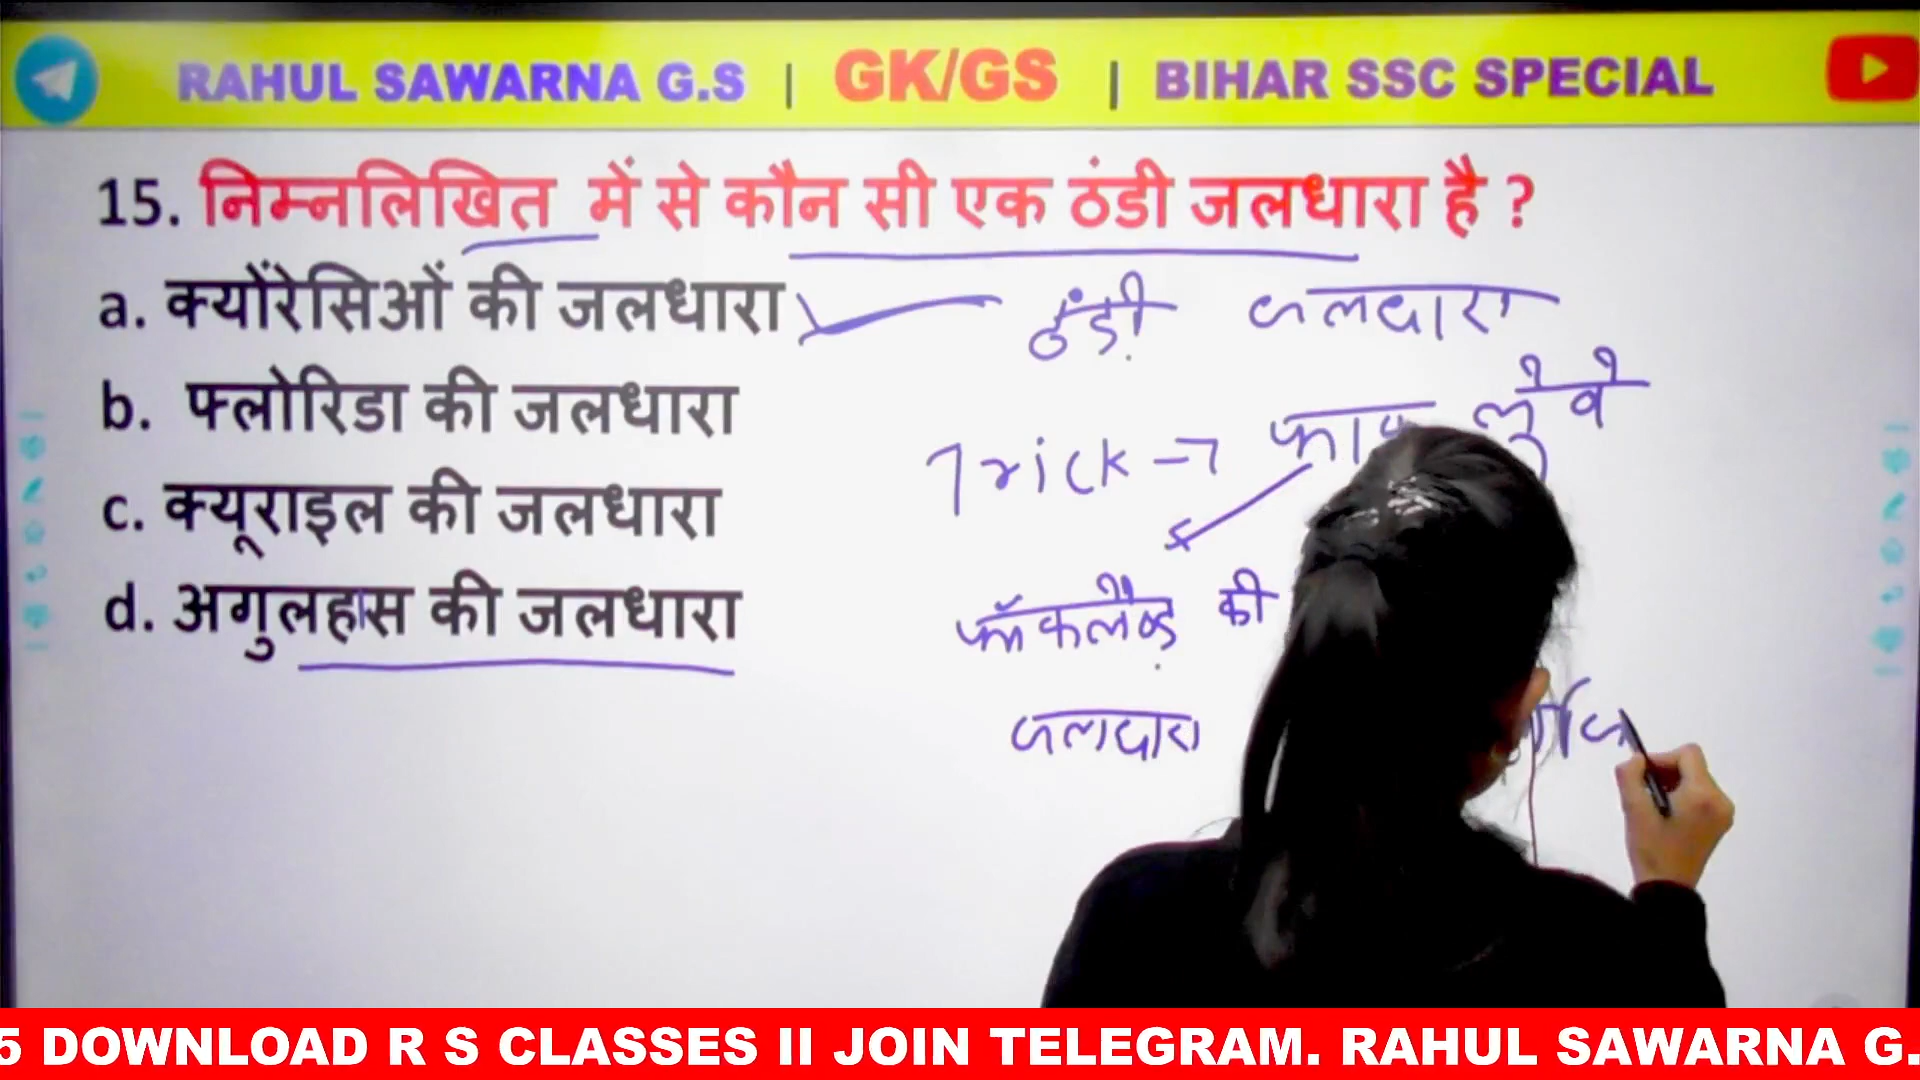 RAHUL SAWARNA G.S | GK/GS | BIHAR SSC SPECIAL
15. निम्नलिखित में से कौन सी एक ठंडी जलधारा है ?
a. क्योंरेसिओं की जलधारा
b. फ्लोरिडा की जलधारा
c. क्यूराइल की जलधारा
d. अगुलहास की जलधारा
ठंडी जलधारा
Trick → वे
फॉकलैण्ड की
जलधारा
5 DOWNLOAD R S CLASSES II JOIN TELEGRAM. RAHUL SAWARNA G.